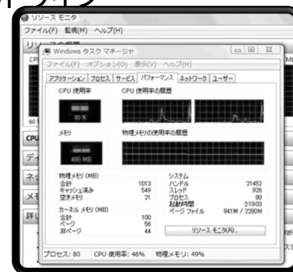 リソース モニタ
ファイル(F) 監視(M) ヘルプ(H)
Windows タスク マネージャ
ファイル(F) オプション(O) 表示(V) ヘルプ(H)
アプリケーション プロセス サービス パフォーマンス ネットワーク ユーザー
CPU 使用率 CPU 使用率の履歴
メモリ 物理メモリの使用率の履歴
物理メモリ (MB) システム
合計 1013 ハンドル 21452
キャッシュ済み 549 スレッド 928
空きメモリ 21 プロセス 80
カーネル メモリ (MB) 起動時間 21903
合計 100 ページ ファイル 941M / 2280M
ページ 56
非ページ 44 リソース モニタ(R)...
プロセス: 80 CPU 使用率: 46% 物理メモリ: 49%